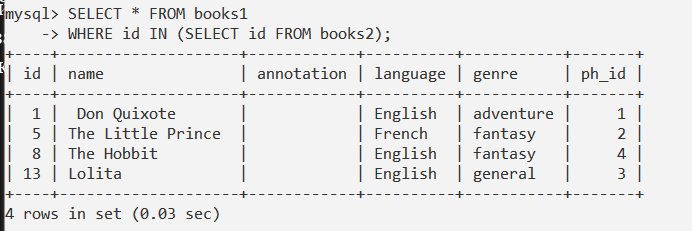 mysql> SELECT * FROM books1
    -> WHERE id IN (SELECT id FROM books2);
+----+--------------------+------------+----------+-----------+-------+
| id | name               | annotation | language | genre     | ph_id |
+----+--------------------+------------+----------+-----------+-------+
|  1 |  Don Quixote       |            | English  | adventure |     1 |
|  5 | The Little Prince  |            | French   | fantasy   |     2 |
|  8 | The Hobbit         |            | English  | fantasy   |     4 |
| 13 | Lolita             |            | English  | general   |     3 |
+----+--------------------+------------+----------+-----------+-------+
4 rows in set (0.03 sec)